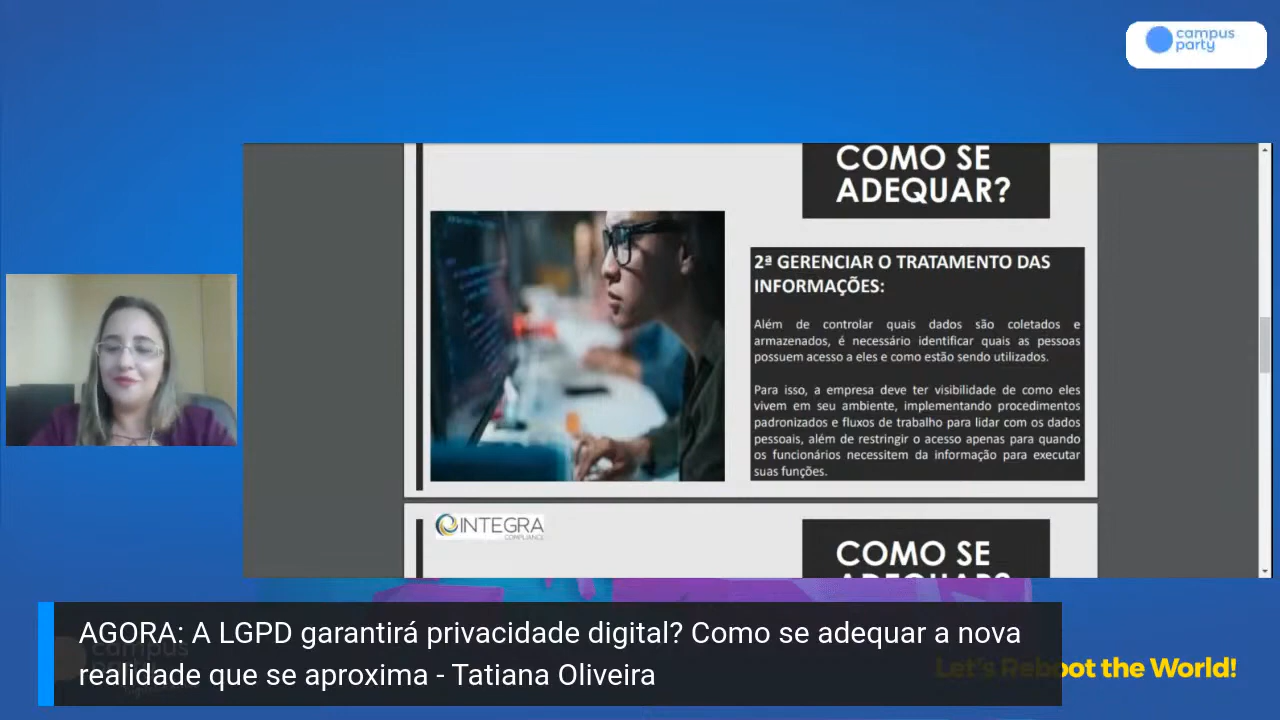 campus
party
COMO SE
ADEQUAR?
2ª GERENCIAR O TRATAMENTO DAS
INFORMAÇÕES:
Além de controlar quais dados são coletados e
armazenados, é necessário identificar quais as pessoas
possuem acesso a eles e como estão sendo utilizados.
Para isso, a empresa deve ter visibilidade de como eles
vivem em seu ambiente, implementando procedimentos
padronizados e fluxos de trabalho para lidar com os dados
pessoais, além de restringir o acesso apenas para quando
os funcionários necessitem da informação para executar
suas funções.
INTEGRA
COMPLIANCE
COMO SE
ADEQUAR?
AGORA: A LGPD garantirá privacidade digital? Como se adequar a nova
realidade que se aproxima - Tatiana Oliveira
campus
party
Let's Reboot the World!